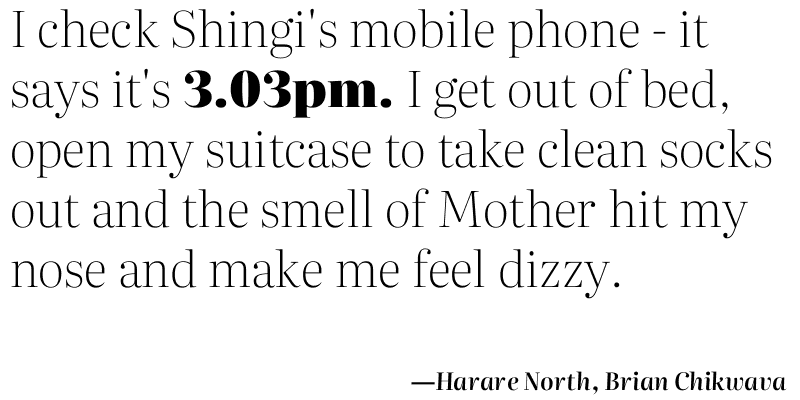 I check Shingi's mobile phone - it
says it's 3.03pm. I get out of bed,
open my suitcase to take clean socks
out and the smell of Mother hit my
nose and make me feel dizzy.
—Harare North, Brian Chikwava